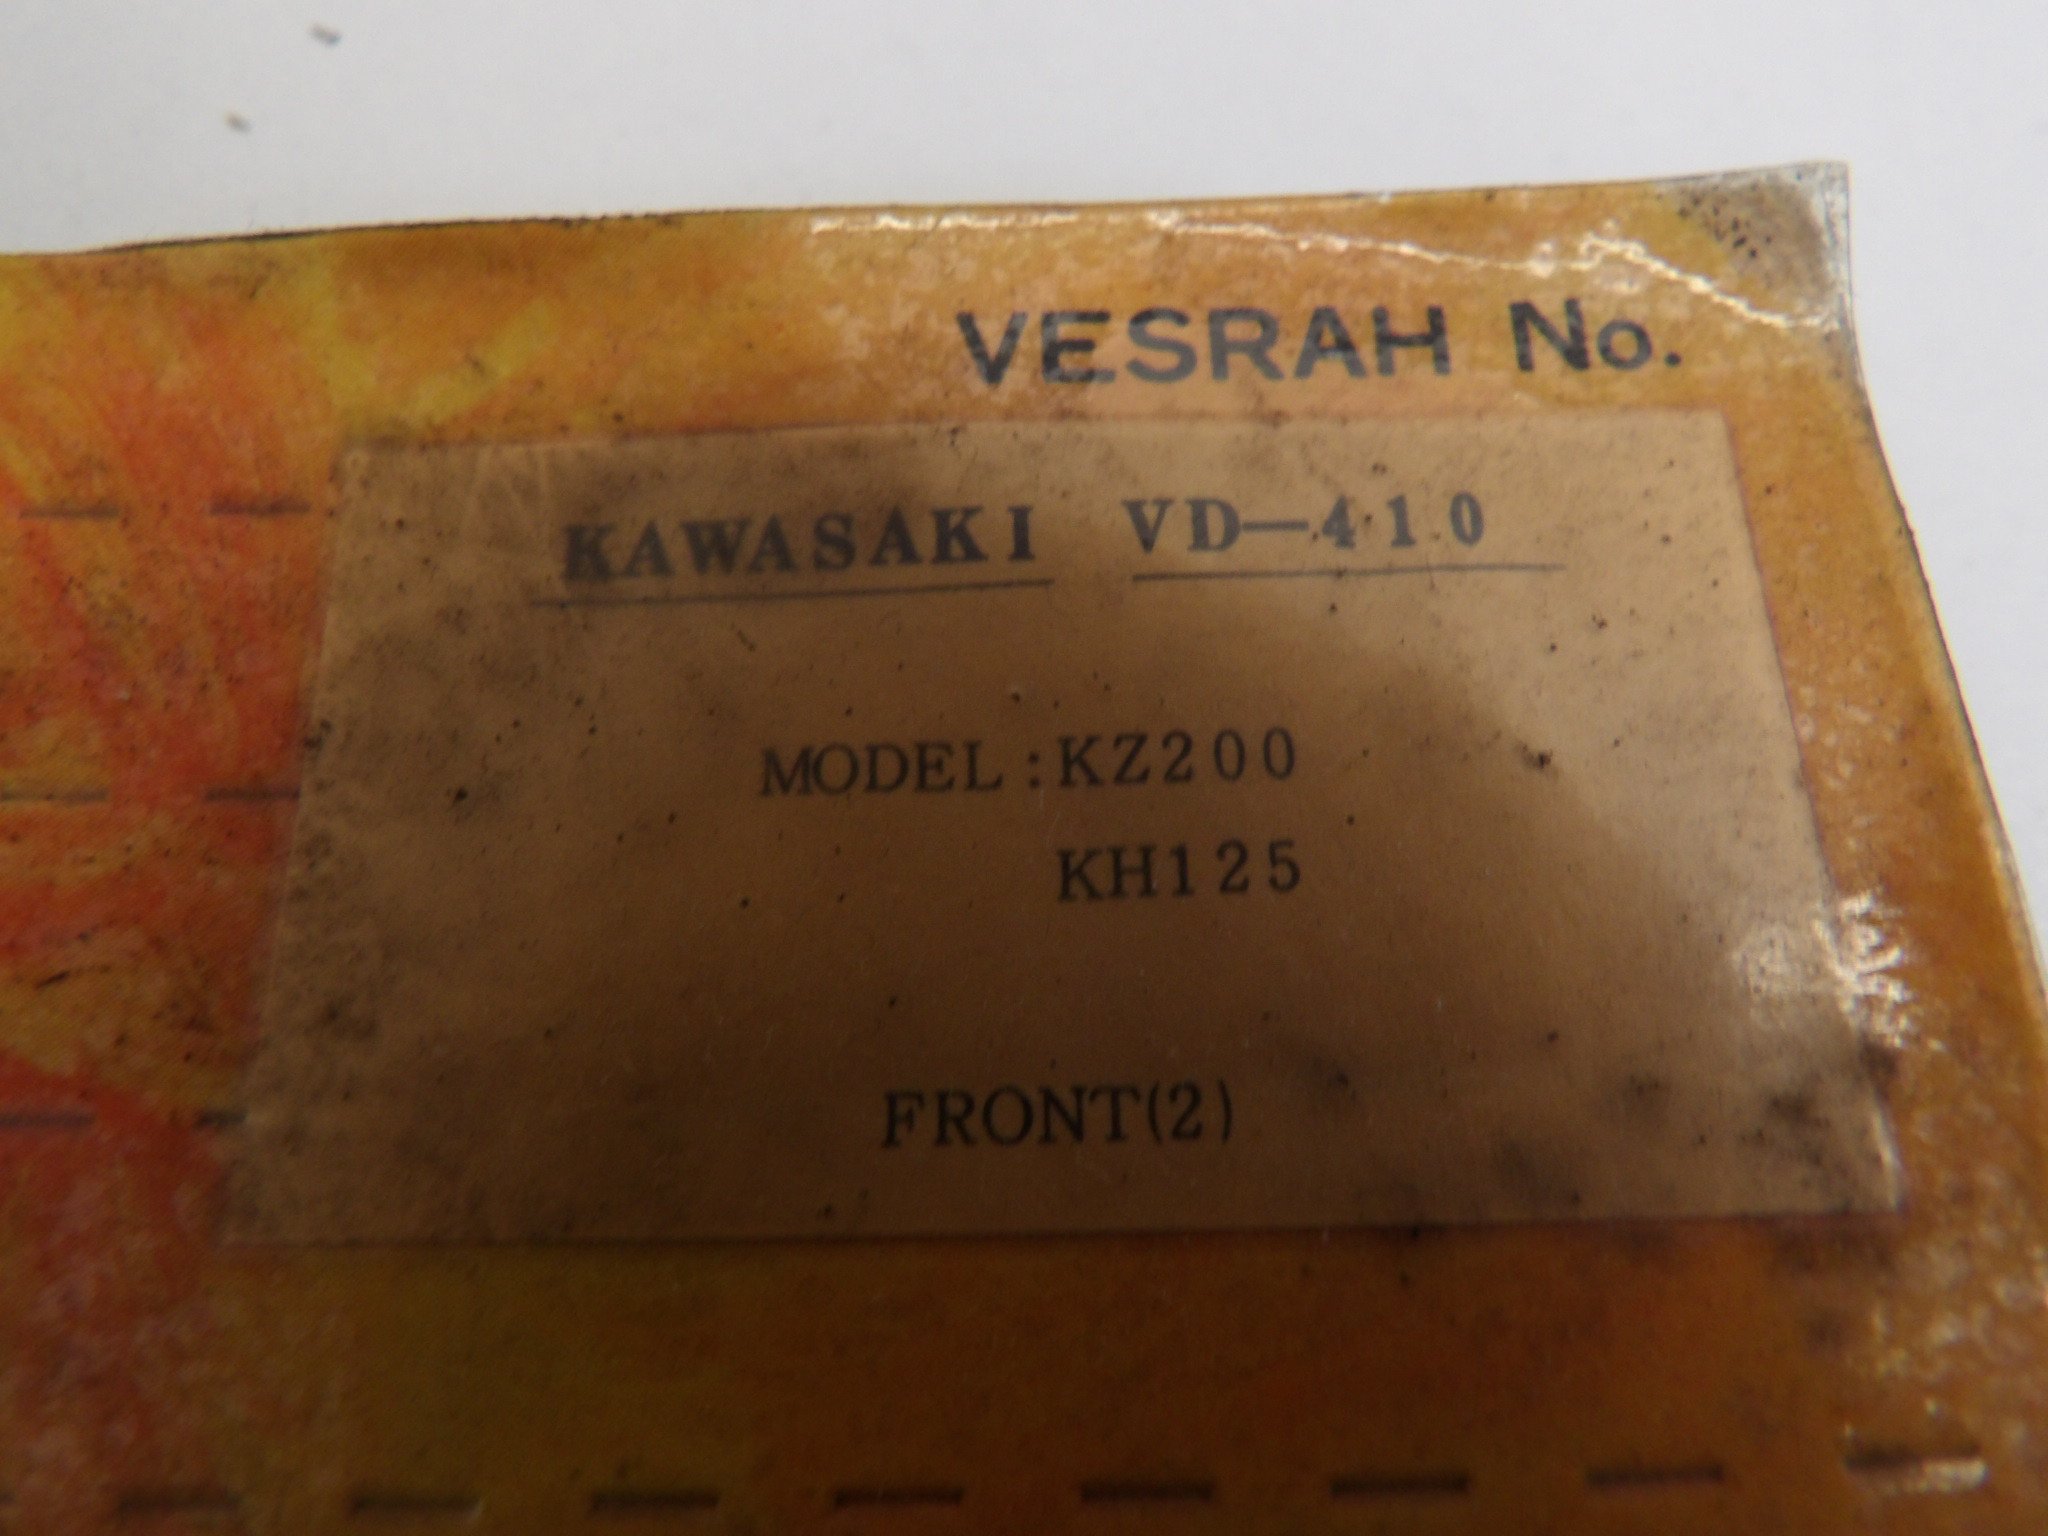 VESRAH No.
KAWASAKI VD-410
MODEL:KZ200
KH125
FRONT(2)